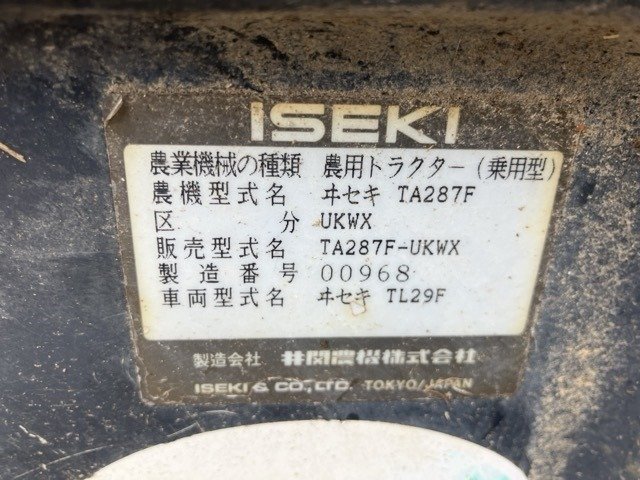 ISEKI
農業機械の種類 農用トラクター(乗用型)
農機型式名 ヰセキ TA287F
区分 UKWX
販売型式名 TA287F-UKWX
製造番号 00968
車両型式名 ヰセキ TL29F
製造会社 井関農機株式会社
ISEKI & CO., LTD. TOKYO/JAPAN